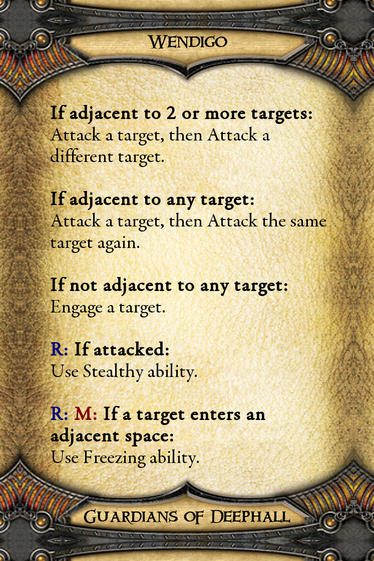 Wendigo
If adjacent to 2 or more targets:
Attack a target, then Attack a
different target.
If adjacent to any target:
Attack a target, then Attack the same
target again.
If not adjacent to any target:
Engage a target.
R: If attacked:
Use Stealthy ability.
R: M: If a target enters an
adjacent space:
Use Freezing ability.
Guardians of Deephall